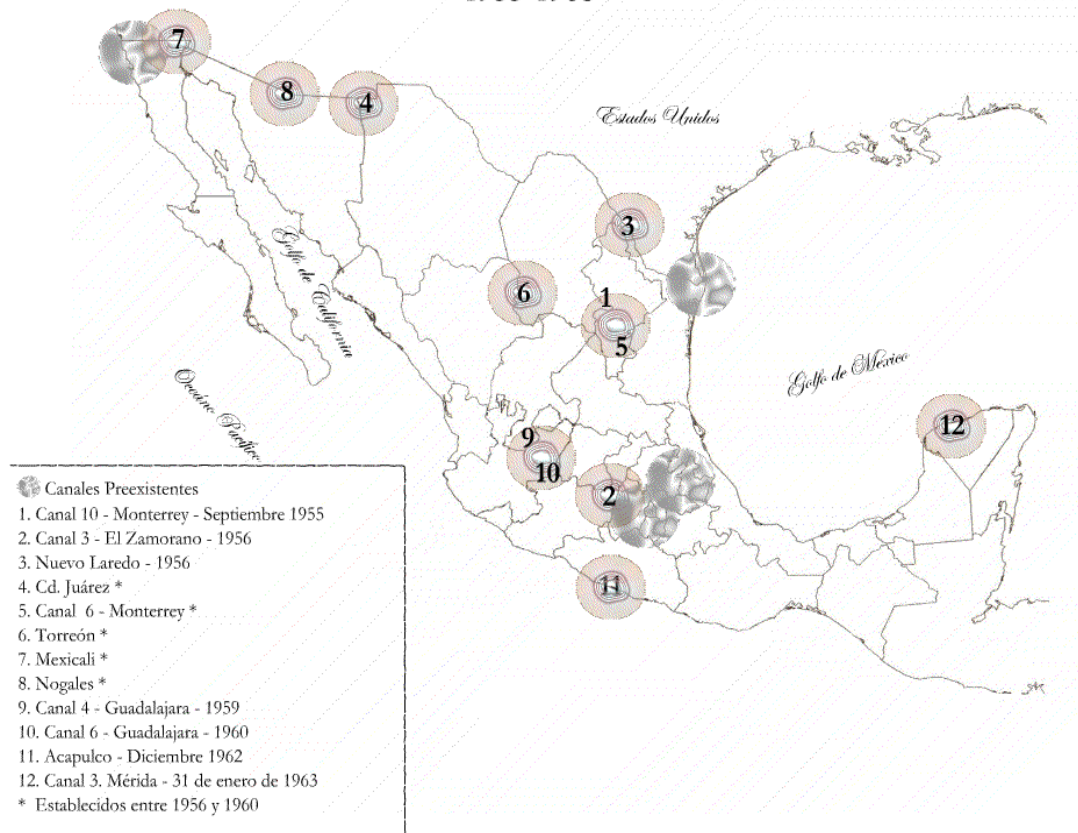 7
8
4
Estados Unidos
3
6
1
5
Golfo de California
Golfo de México
Oceáno Pacífico
12
9
10
2
11
Canales Preexistentes
1. Canal 10 - Monterrey - Septiembre 1955
2. Canal 3 - El Zamorano - 1956
3. Nuevo Laredo - 1956
4. Cd. Juárez *
5. Canal 6 - Monterrey *
6. Torreón *
7. Mexicali *
8. Nogales *
9. Canal 4 - Guadalajara - 1959
10. Canal 6 - Guadalajara - 1960
11. Acapulco - Diciembre 1962
12. Canal 3. Mérida - 31 de enero de 1963
* Establecidos entre 1956 y 1960